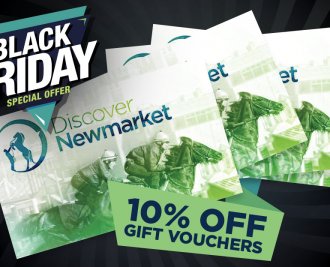 BLACK
FRIDAY
SPECIAL OFFER
Discover
Newmarket
10% OFF
GIFT VOUCHERS